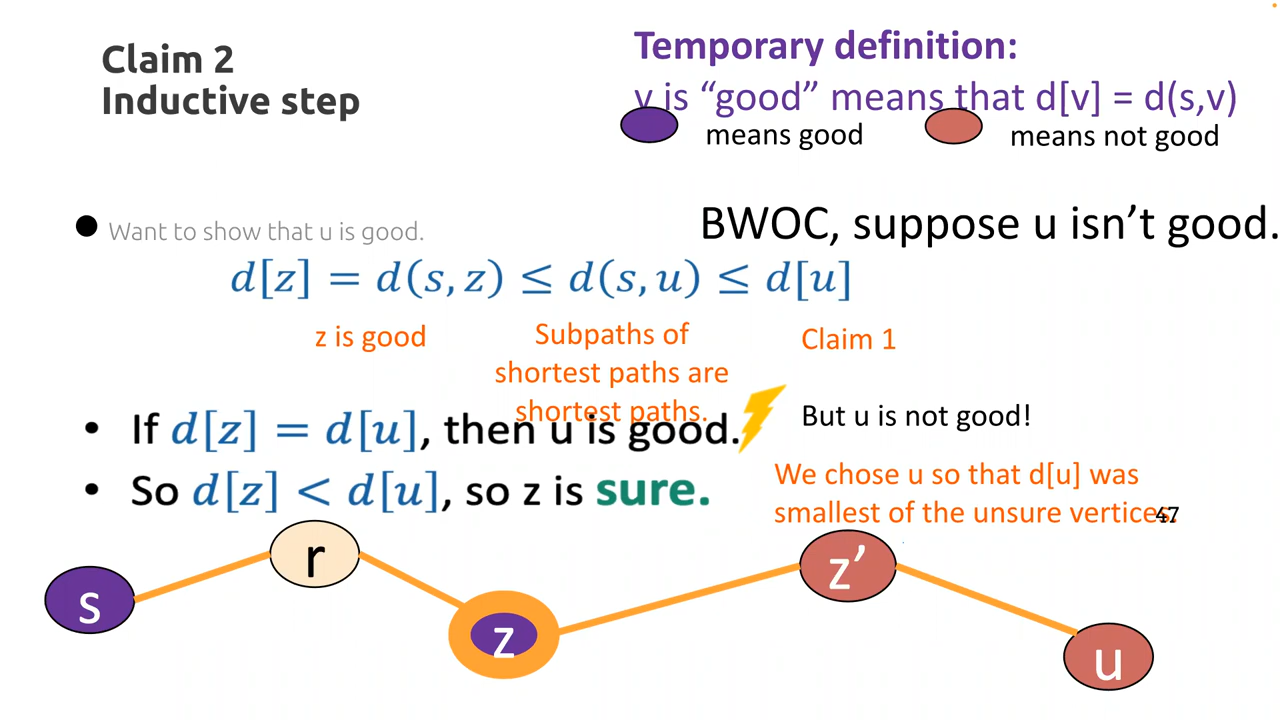 Claim 2
Inductive step
Temporary definition:
v is “good” means that d[v] = d(s,v)
means good
means not good
Want to show that u is good.
BWOC, suppose u isn’t good.
d[z] = d(s, z) ≤ d(s, u) ≤ d[u]
z is good
Subpaths of
shortest paths are
shortest paths.
Claim 1
• If d[z] = d[u], then u is good.
But u is not good!
• So d[z] < d[u], so z is sure.
We chose u so that d[u] was
smallest of the unsure vertices.
47
s
r
z
z’
u